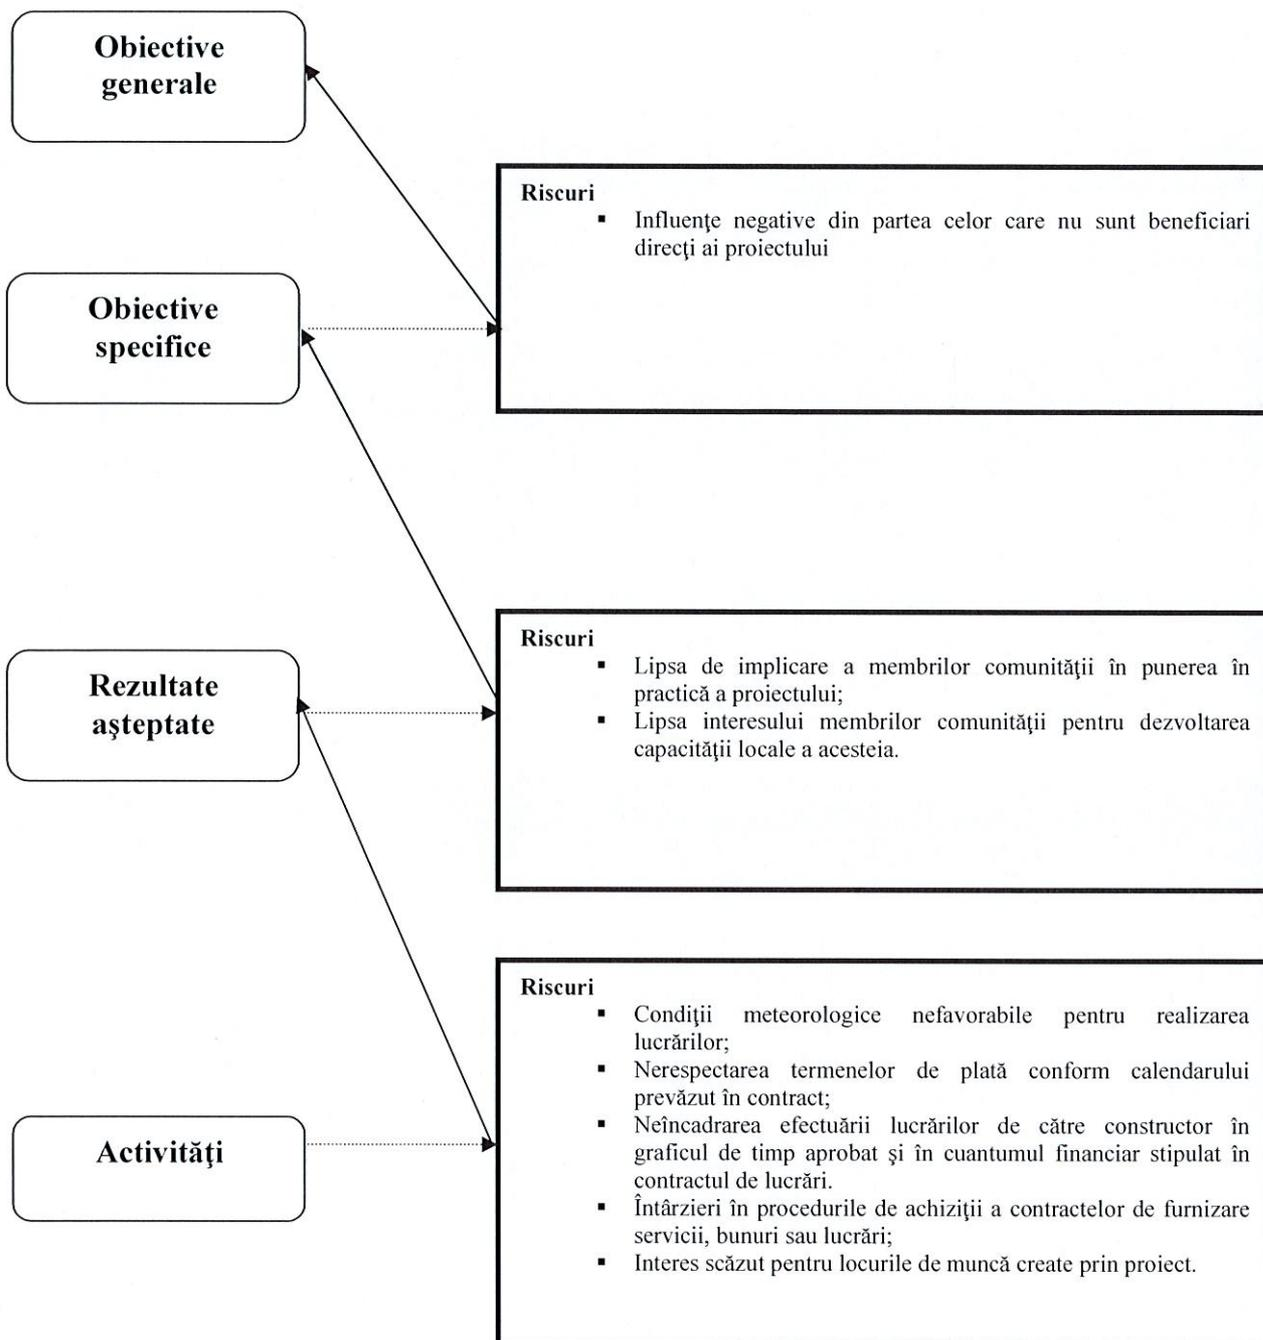 Obiective
generale
Riscuri
▪ Influenţe negative din partea celor care nu sunt beneficiari
direcţi ai proiectului
Obiective
specifice
Riscuri
▪ Lipsa de implicare a membrilor comunităţii în punerea în
practică a proiectului;
▪ Lipsa interesului membrilor comunităţii pentru dezvoltarea
capacităţii locale a acesteia.
Rezultate
aşteptate
Riscuri
▪ Condiţii meteorologice nefavorabile pentru realizarea
lucrărilor;
▪ Nerespectarea termenelor de plată conform calendarului
prevăzut în contract;
▪ Neîncadrarea efectuării lucrărilor de către constructor în
graficul de timp aprobat şi în cuantumul financiar stipulat în
contractul de lucrări.
▪ Întârzieri în procedurile de achiziţii a contractelor de furnizare
servicii, bunuri sau lucrări;
▪ Interes scăzut pentru locurile de muncă create prin proiect.
Activităţi